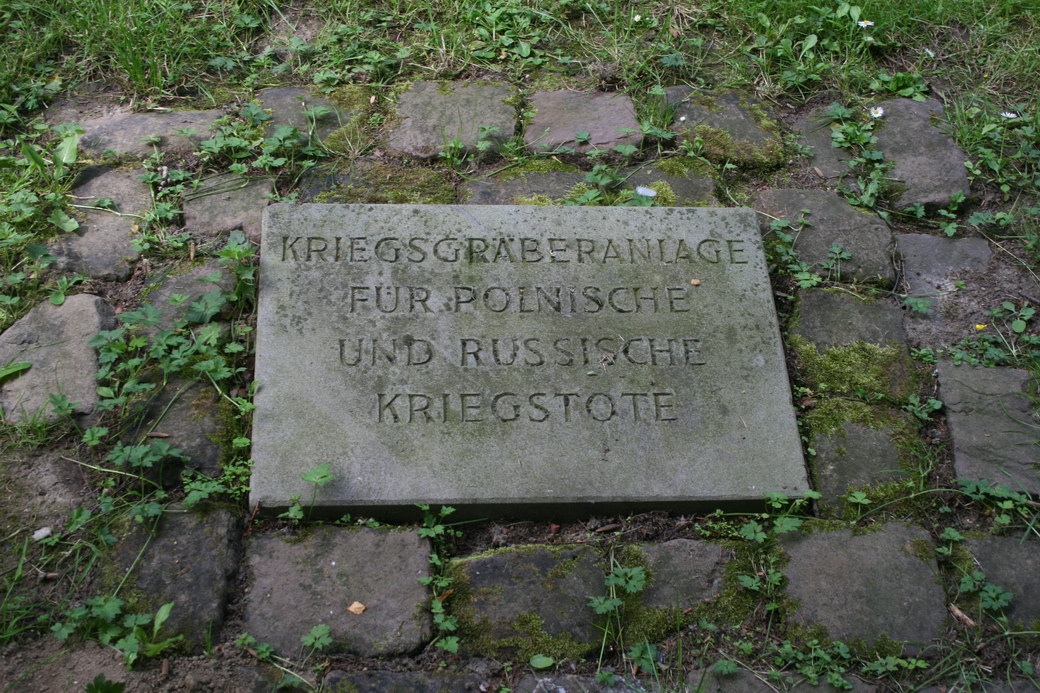 KRIEGSGRÄBERANLAGE
FÜR POLNISCHE
UND RUSSISCHE
KRIEGSTOTE